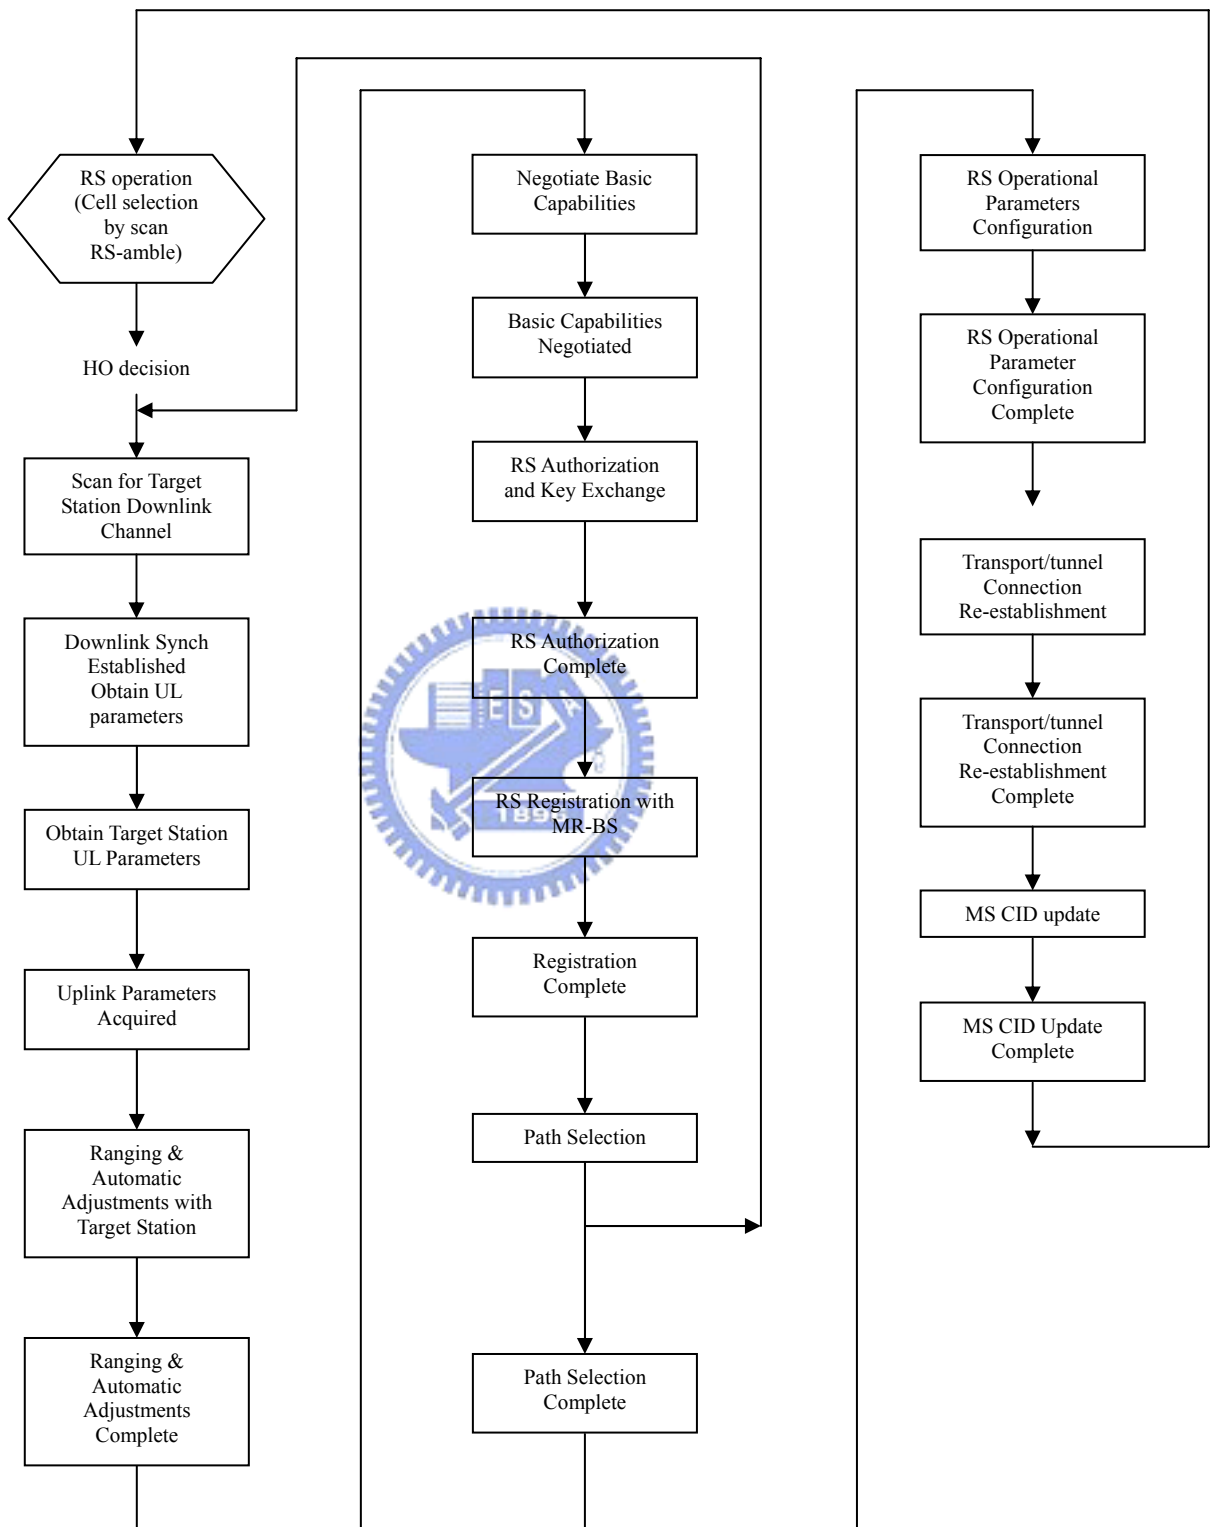 RS operation
(Cell selection
by scan
RS-amble)
HO decision
Scan for Target
Station Downlink
Channel
Downlink Synch
Established
Obtain UL
parameters
Obtain Target Station
UL Parameters
Uplink Parameters
Acquired
Ranging &
Automatic
Adjustments with
Target Station
Ranging &
Automatic
Adjustments
Complete
Negotiate Basic
Capabilities
Basic Capabilities
Negotiated
RS Authorization
and Key Exchange
RS Authorization
Complete
E S A
RS Registration with
MR-BS
1896
Registration
Complete
Path Selection
Path Selection
Complete
RS Operational
Parameters
Configuration
RS Operational
Parameter
Configuration
Complete
Transport/tunnel
Connection
Re-establishment
Transport/tunnel
Connection
Re-establishment
Complete
MS CID update
MS CID Update
Complete